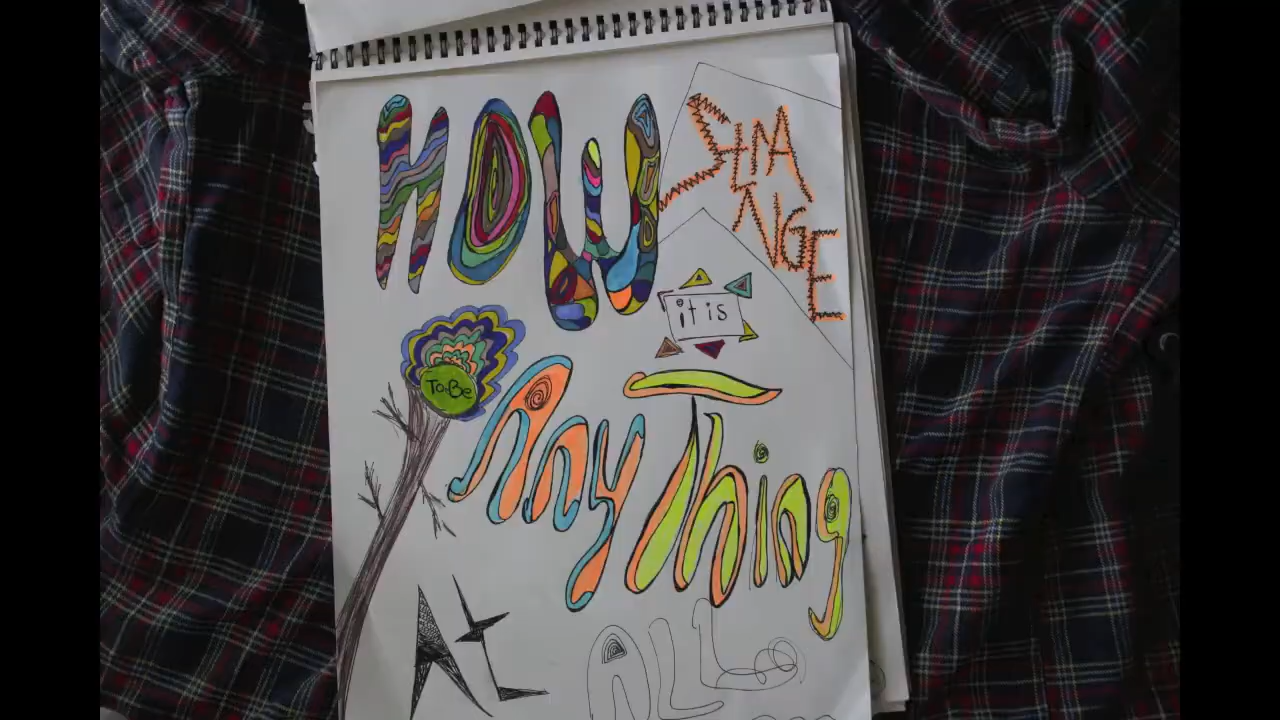 HOW
STRANGE
it is
To-Be
AnyThing
At
ALL